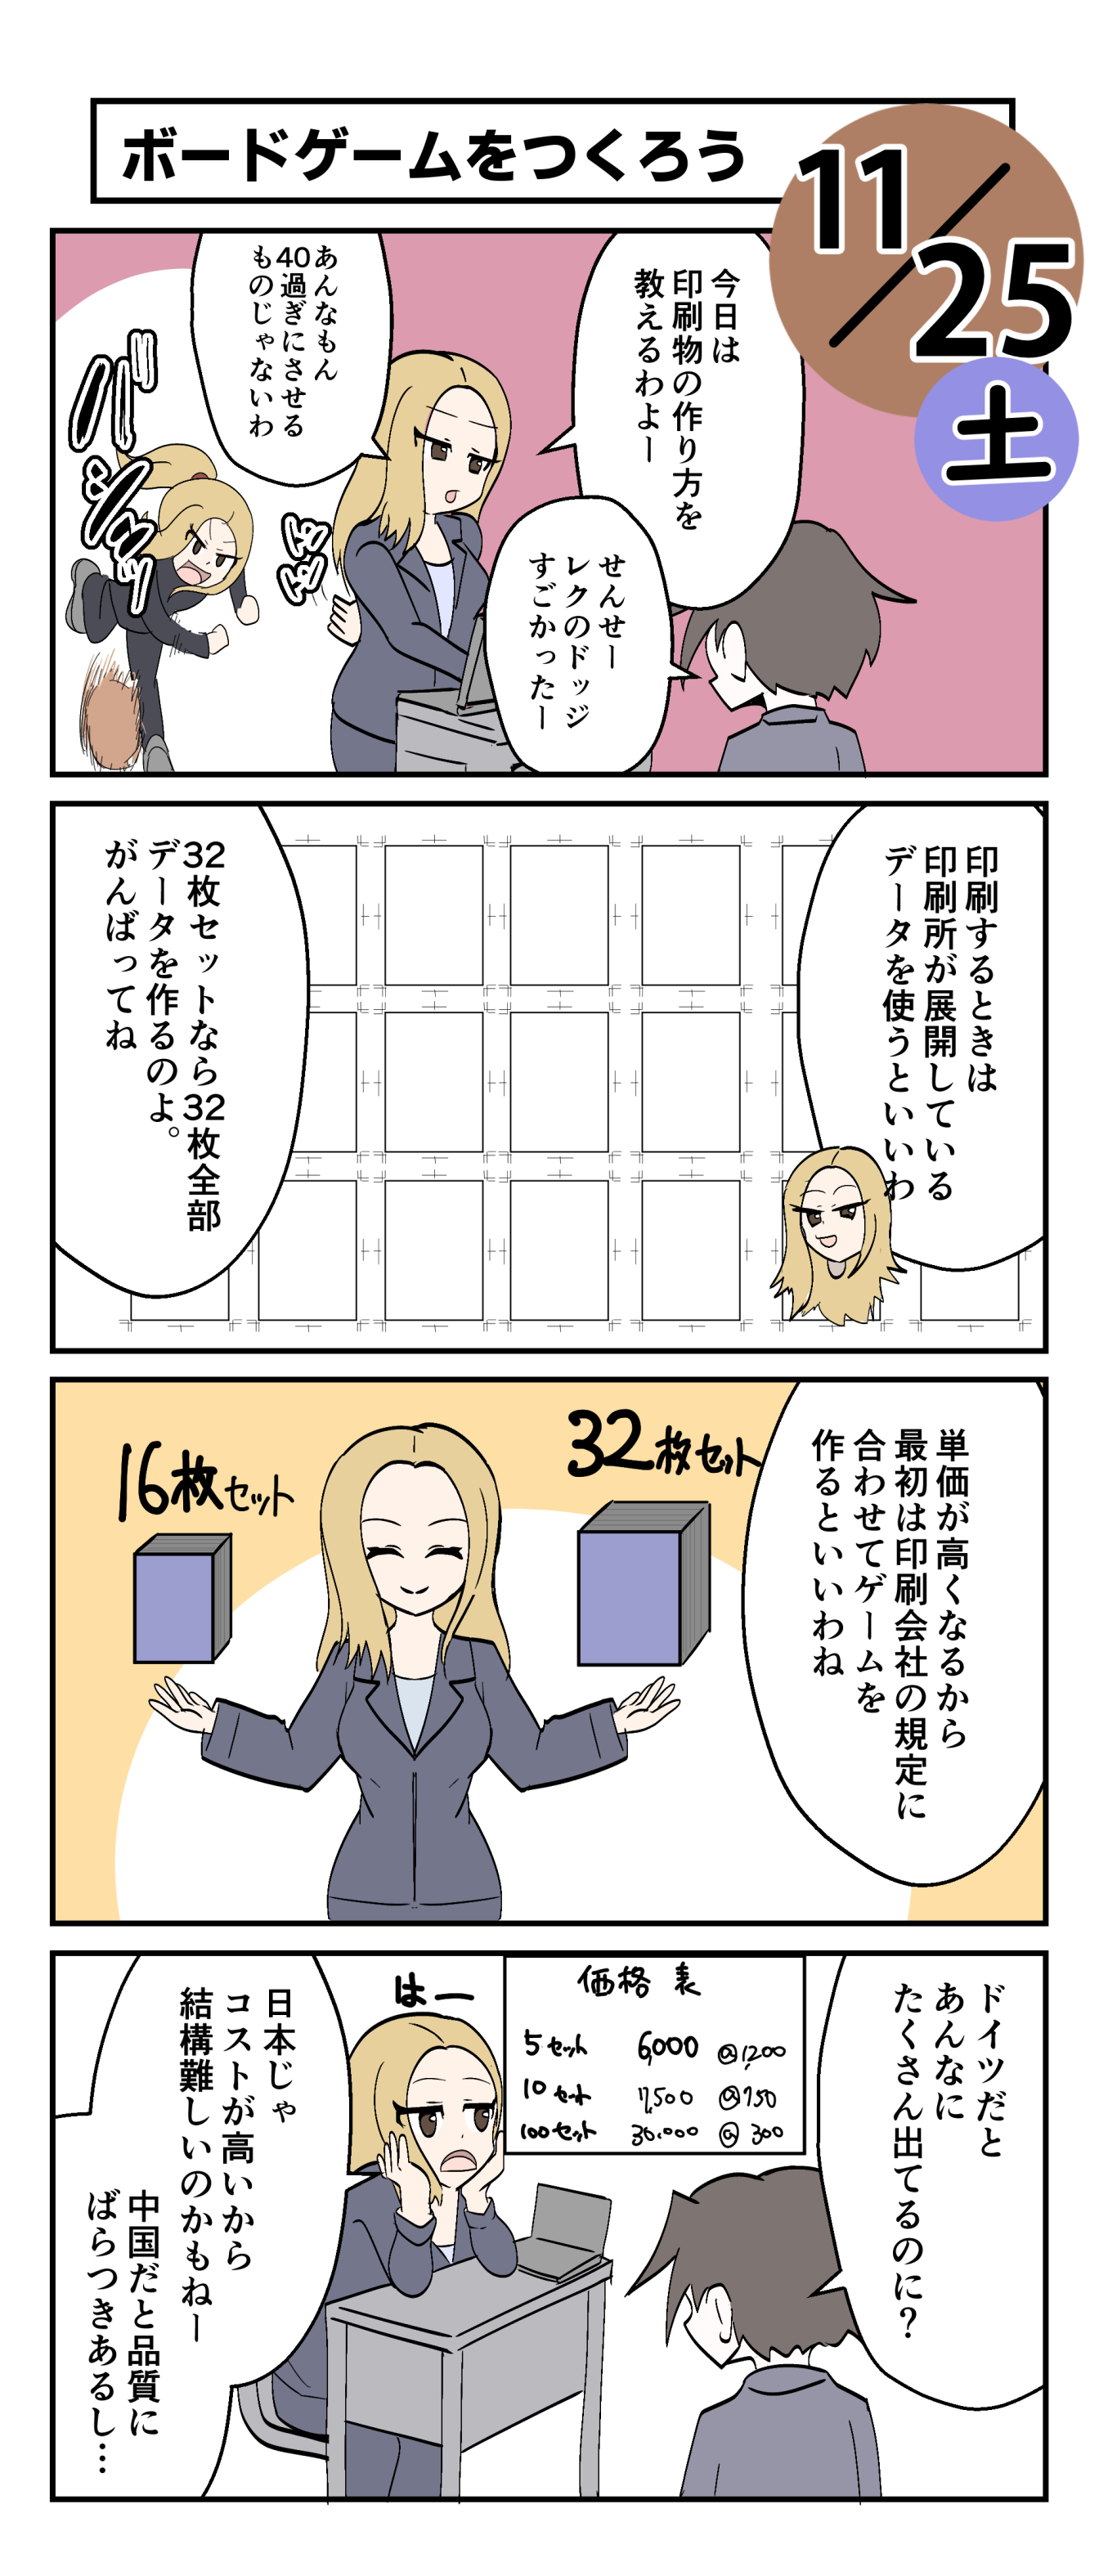 ボードゲームをつくろう
11/25
土
今日は
印刷物の作り方を
教えるわよー
せんせー
レクのドッジ
すごかったー
あんなもん
40過ぎにさせる
ものじゃないわ
トントン
バシュッ
印刷するときは
印刷所が展開している
データを使うといいわ
32枚セットなら32枚全部
データを作るのよ。
がんばってね
単価が高くなるから
最初は印刷会社の規定に
合わせてゲームを
作るといいわね
32枚セット
16枚セット
ドイツだと
あんなに
たくさん出てるのに?
価格表
5セット 6,000 @1,200
10セット 7,500 @750
100セット 30,000 @300
はー
日本じゃ
コストが高いから
結構難しいのかもねー
中国だと品質に
ばらつきあるし…